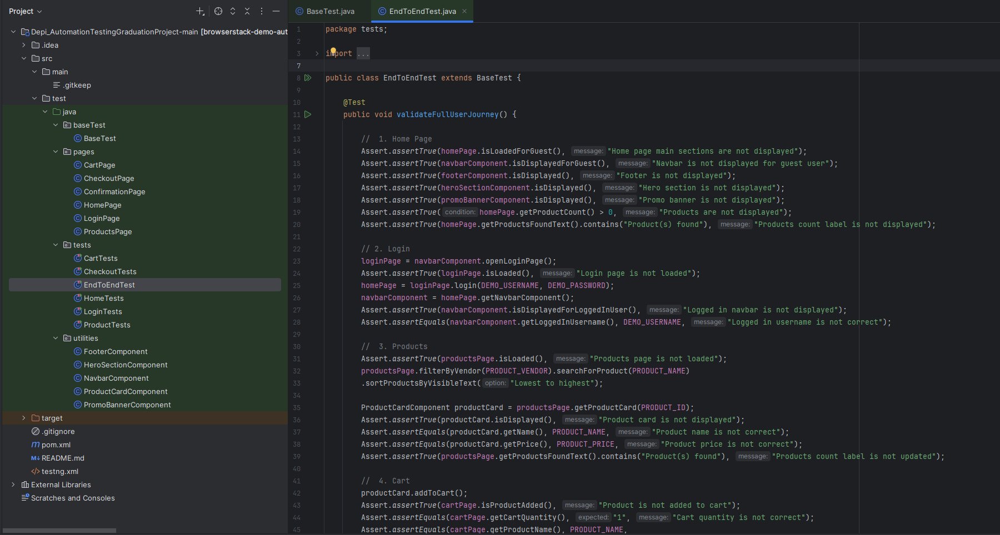 Project
BaseTest.java
EndToEndTest.java
Depi_AutomationTestingGraduationProject-main [browserstack-demo-aut
.idea
src
main
.gitkeep
test
java
baseTest
BaseTest
pages
CartPage
CheckoutPage
ConfirmationPage
HomePage
LoginPage
ProductsPage
tests
CartTests
CheckoutTests
EndToEndTest
HomeTests
LoginTests
ProductTests
utilities
FooterComponent
HeroSectionComponent
NavbarComponent
ProductCardComponent
PromoBannerComponent
target
.gitignore
pom.xml
README.md
testng.xml
External Libraries
Scratches and Consoles
1 package tests;
2
3 import ...
7
8 public class EndToEndTest extends BaseTest {
9
10 @Test
11 public void validateFullUserJourney() {
12
13 //  1. Home Page
14 Assert.assertTrue(homePage.isLoadedForGuest(), message: "Home page main sections are not displayed");
15 Assert.assertTrue(navbarComponent.isDisplayedForGuest(), message: "Navbar is not displayed for guest user");
16 Assert.assertTrue(footerComponent.isDisplayed(), message: "Footer is not displayed");
17 Assert.assertTrue(heroSectionComponent.isDisplayed(), message: "Hero section is not displayed");
18 Assert.assertTrue(promoBannerComponent.isDisplayed(), message: "Promo banner is not displayed");
19 Assert.assertTrue( condition: homePage.getProductCount() > 0, message: "Products are not displayed");
20 Assert.assertTrue(homePage.getProductsFoundText().contains("Product(s) found"), message: "Products count label is not displayed");
21
22 // 2. Login
23 loginPage = navbarComponent.openLoginPage();
24 Assert.assertTrue(loginPage.isLoaded(), message: "Login page is not loaded");
25 homePage = loginPage.login(DEMO_USERNAME, DEMO_PASSWORD);
26 navbarComponent = homePage.getNavbarComponent();
27 Assert.assertTrue(navbarComponent.isDisplayedForLoggedInUser(), message: "Logged in navbar is not displayed");
28 Assert.assertEquals(navbarComponent.getLoggedInUsername(), DEMO_USERNAME, message: "Logged in username is not correct");
29
30 //  3. Products
31 Assert.assertTrue(productsPage.isLoaded(), message: "Products page is not loaded");
32 productsPage.filterByVendor(PRODUCT_VENDOR).searchForProduct(PRODUCT_NAME)
33 .sortProductsByVisibleText( option: "Lowest to highest");
34
35 ProductCardComponent productCard = productsPage.getProductCard(PRODUCT_ID);
36 Assert.assertTrue(productCard.isDisplayed(), message: "Product card is not displayed");
37 Assert.assertEquals(productCard.getName(), PRODUCT_NAME, message: "Product name is not correct");
38 Assert.assertEquals(productCard.getPrice(), PRODUCT_PRICE, message: "Product price is not correct");
39 Assert.assertTrue(productsPage.getProductsFoundText().contains("Product(s) found"), message: "Products count label is not updated");
40
41 //  4. Cart
42 productCard.addToCart();
43 Assert.assertTrue(cartPage.isProductAdded(), message: "Product is not added to cart");
44 Assert.assertEquals(cartPage.getCartQuantity(), expected: "1", message: "Cart quantity is not correct");
45 Assert.assertEquals(cartPage.getProductName(), PRODUCT_NAME,